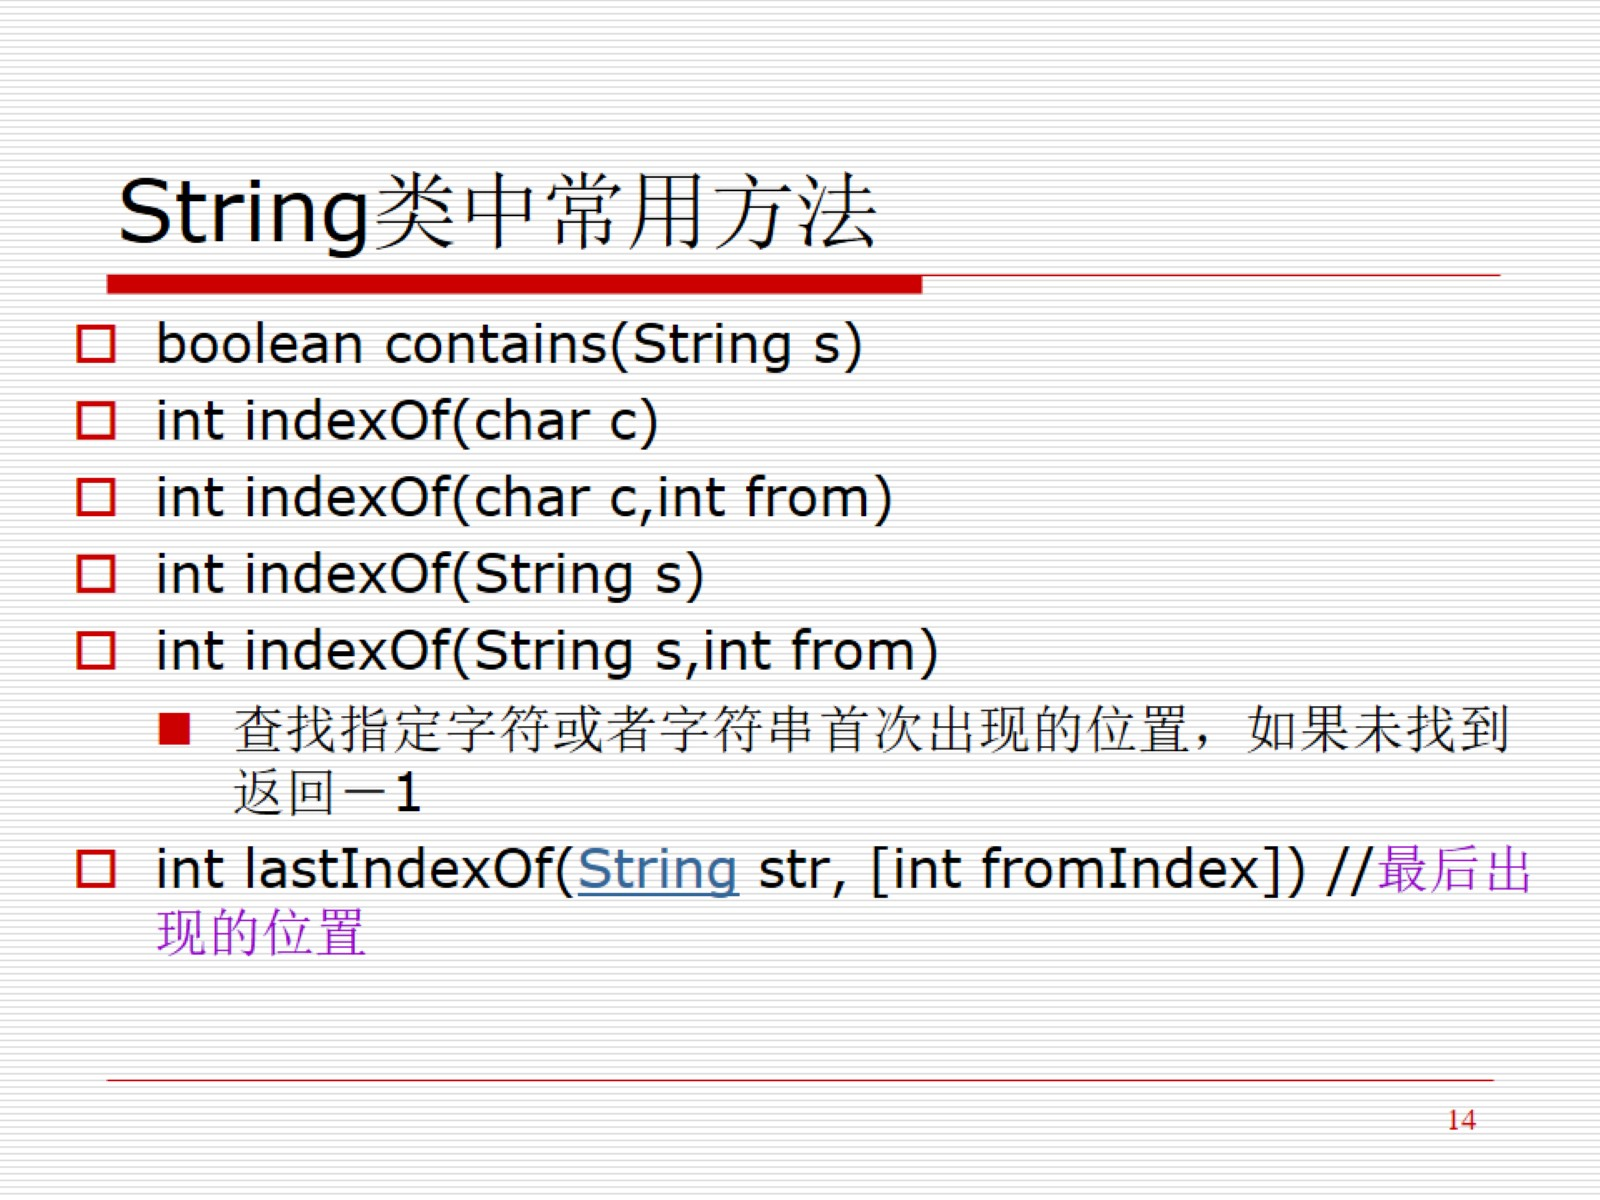 String类中常用方法
boolean contains(String s)
int indexOf(char c)
int indexOf(char c,int from)
int indexOf(String s)
int indexOf(String s,int from)
查找指定字符或者字符串首次出现的位置，如果未找到
返回－1
int lastIndexOf(String str, [int fromIndex]) //最后出
现的位置
14